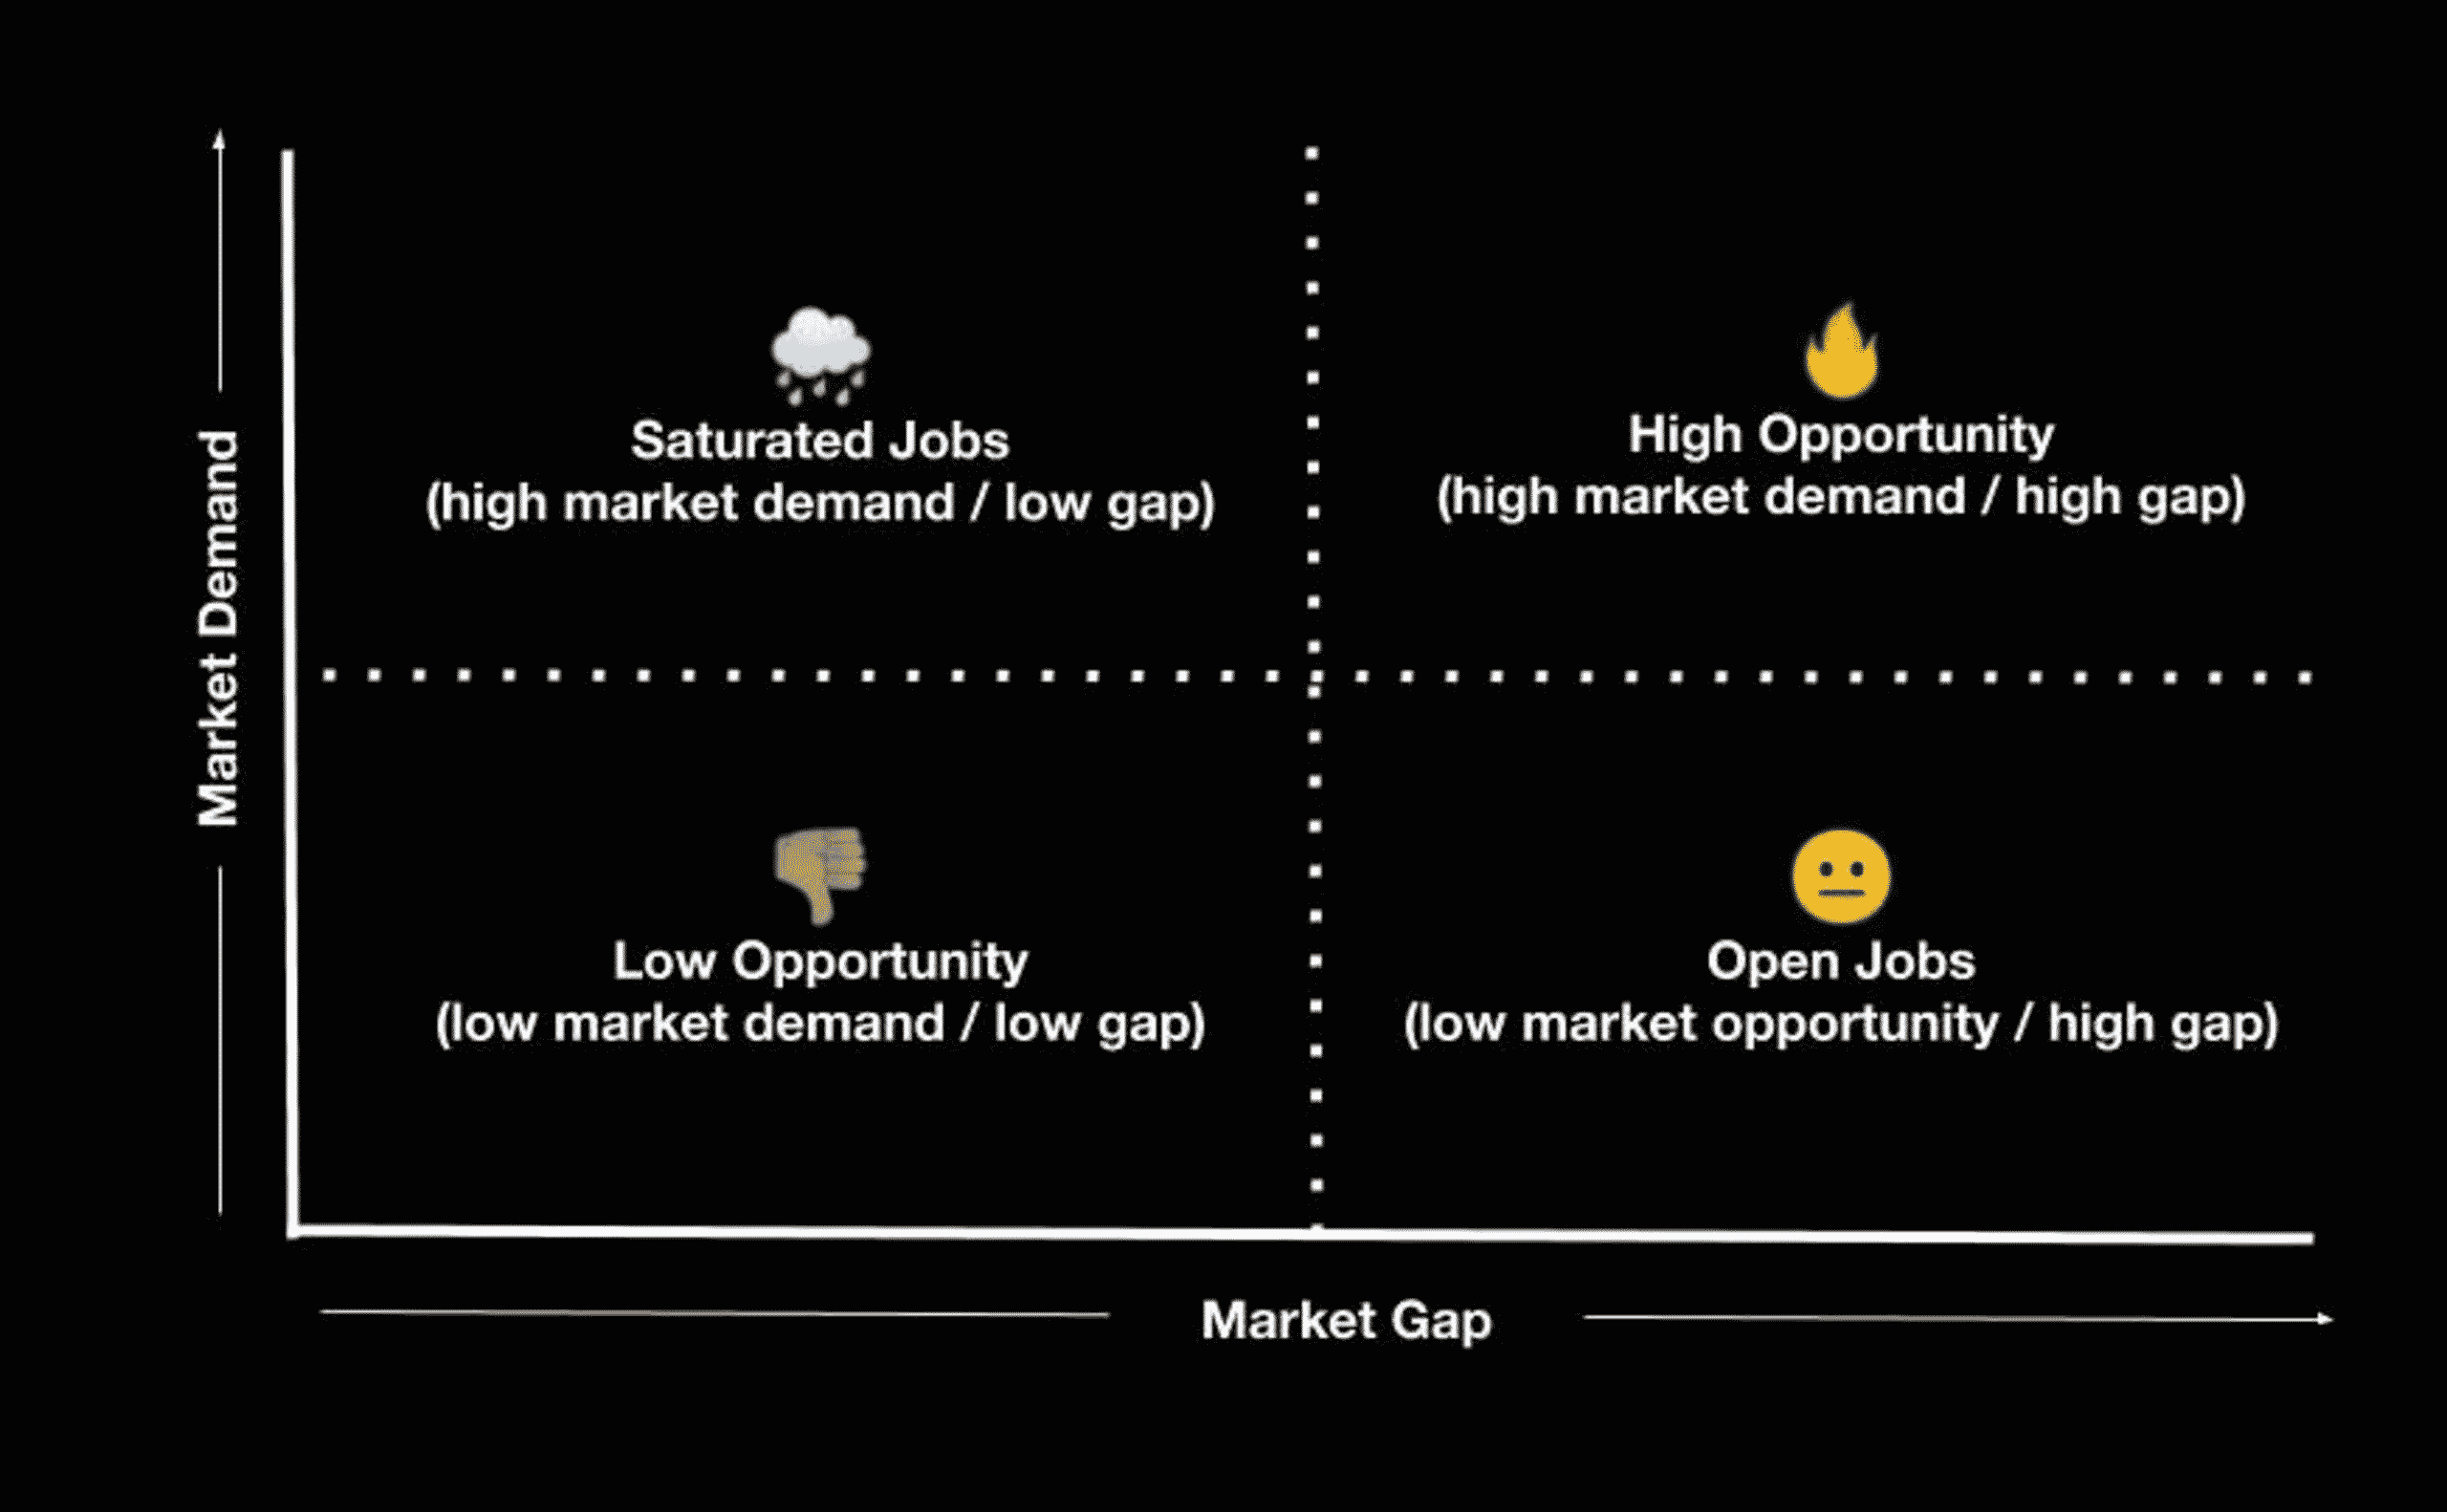 Market Demand
Saturated Jobs
(high market demand / low gap)
High Opportunity
(high market demand / high gap)
Low Opportunity
(low market demand / low gap)
Open Jobs
(low market opportunity / high gap)
Market Gap